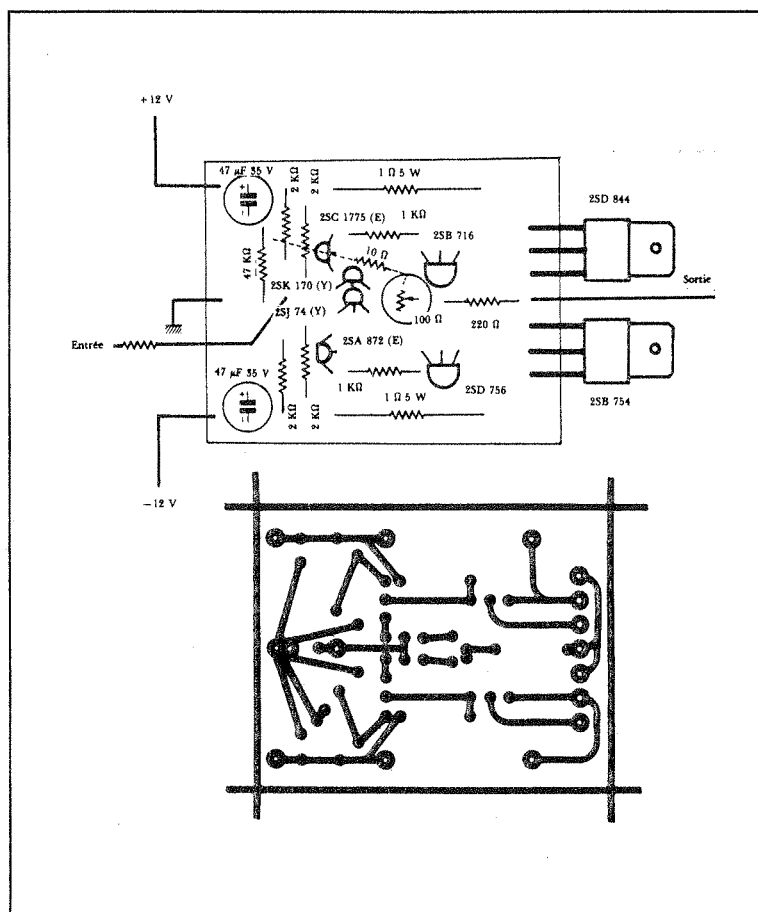 +12 V
47 µF 35 V
2 KΩ
2 KΩ
1 Ω 5 W
2SD 844
2SC 1775 (E)
1 KΩ
2SB 716
10 Ω
47 KΩ
2SK 170 (Y)
Sortie
2SJ 74 (Y)
100 Ω
220 Ω
Entrée
2SA 872 (E)
47 µF 35 V
1 KΩ
2SD 756
2SB 754
2 KΩ
2 KΩ
1 Ω 5 W
−12 V